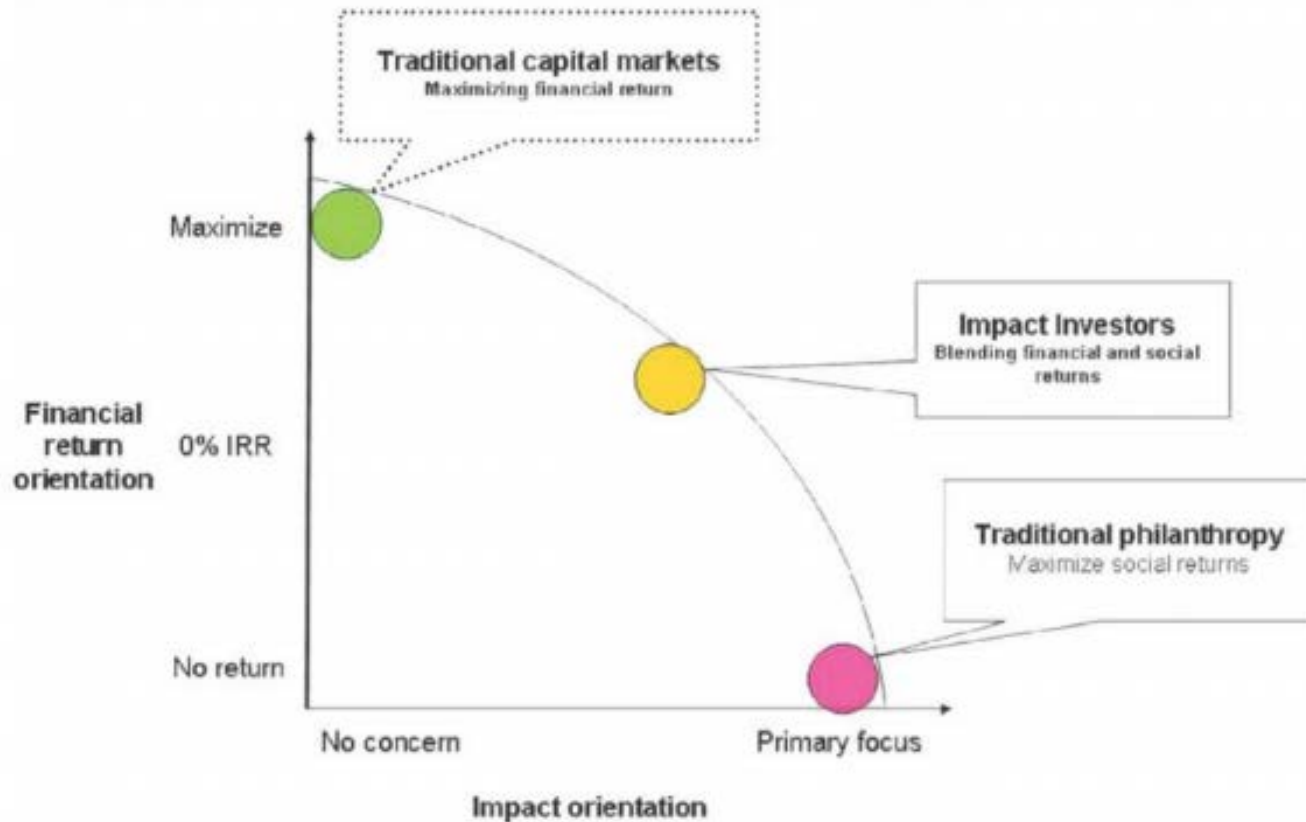 Traditional capital markets
Maximizing financial return
Maximize
Impact Investors
Blending financial and social
returns
Financial
return
orientation
0% IRR
Traditional philanthropy
Maximize social returns
No return
No concern
Primary focus
Impact orientation